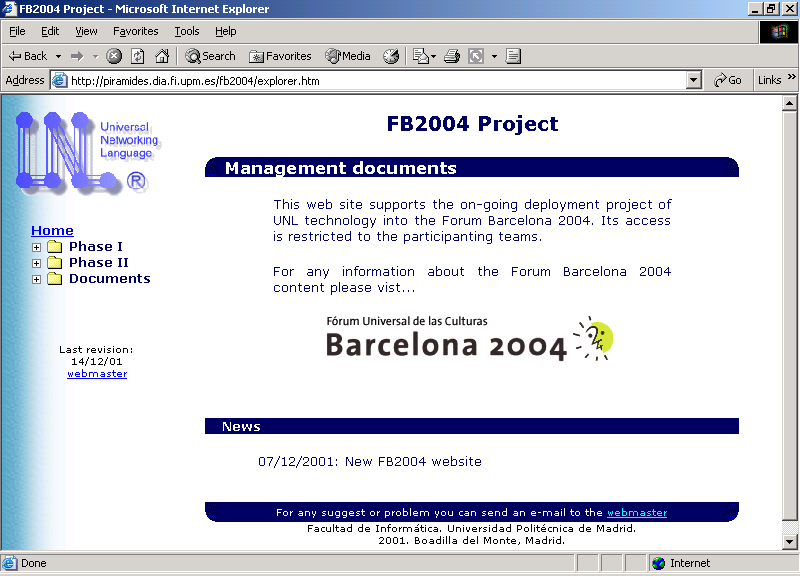 FB2004 Project - Microsoft Internet Explorer
File Edit View Favorites Tools Help
Back Search Favorites Media
Address http://piramides.dia.fi.upm.es/fb2004/explorer.htm Go Links »
Universal
Networking
Language
®
FB2004 Project
Management documents
This web site supports the on-going deployment project of
UNL technology into the Forum Barcelona 2004. Its access
is restricted to the participanting teams.
For any information about the Forum Barcelona 2004
content please vist...
Home
Phase I
Phase II
Documents
Last revision:
14/12/01
webmaster
Fórum Universal de las Culturas
Barcelona 2004
News
07/12/2001: New FB2004 website
For any suggest or problem you can send an e-mail to the webmaster
Facultad de Informática. Universidad Politécnica de Madrid.
2001. Boadilla del Monte, Madrid.
Done Internet